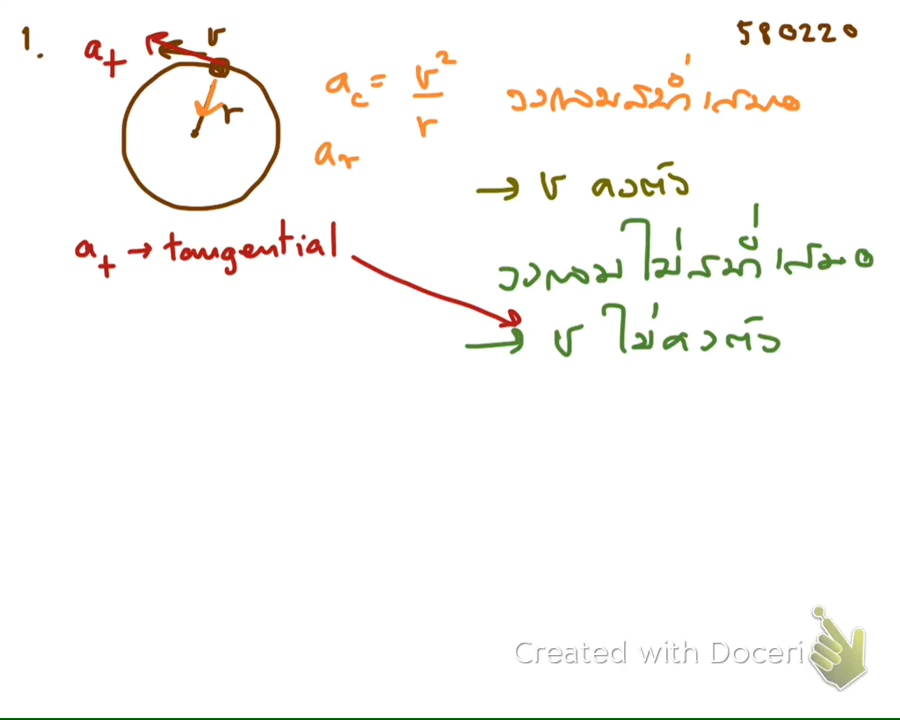 1.
580220
a_t
v
r
a_c = v²/r
วงกลมสม่ำเสมอ
a_r
→ v คงตัว
a_t → tangential
วงกลมไม่สม่ำเสมอ
→ v ไม่คงตัว
Created with Doceri